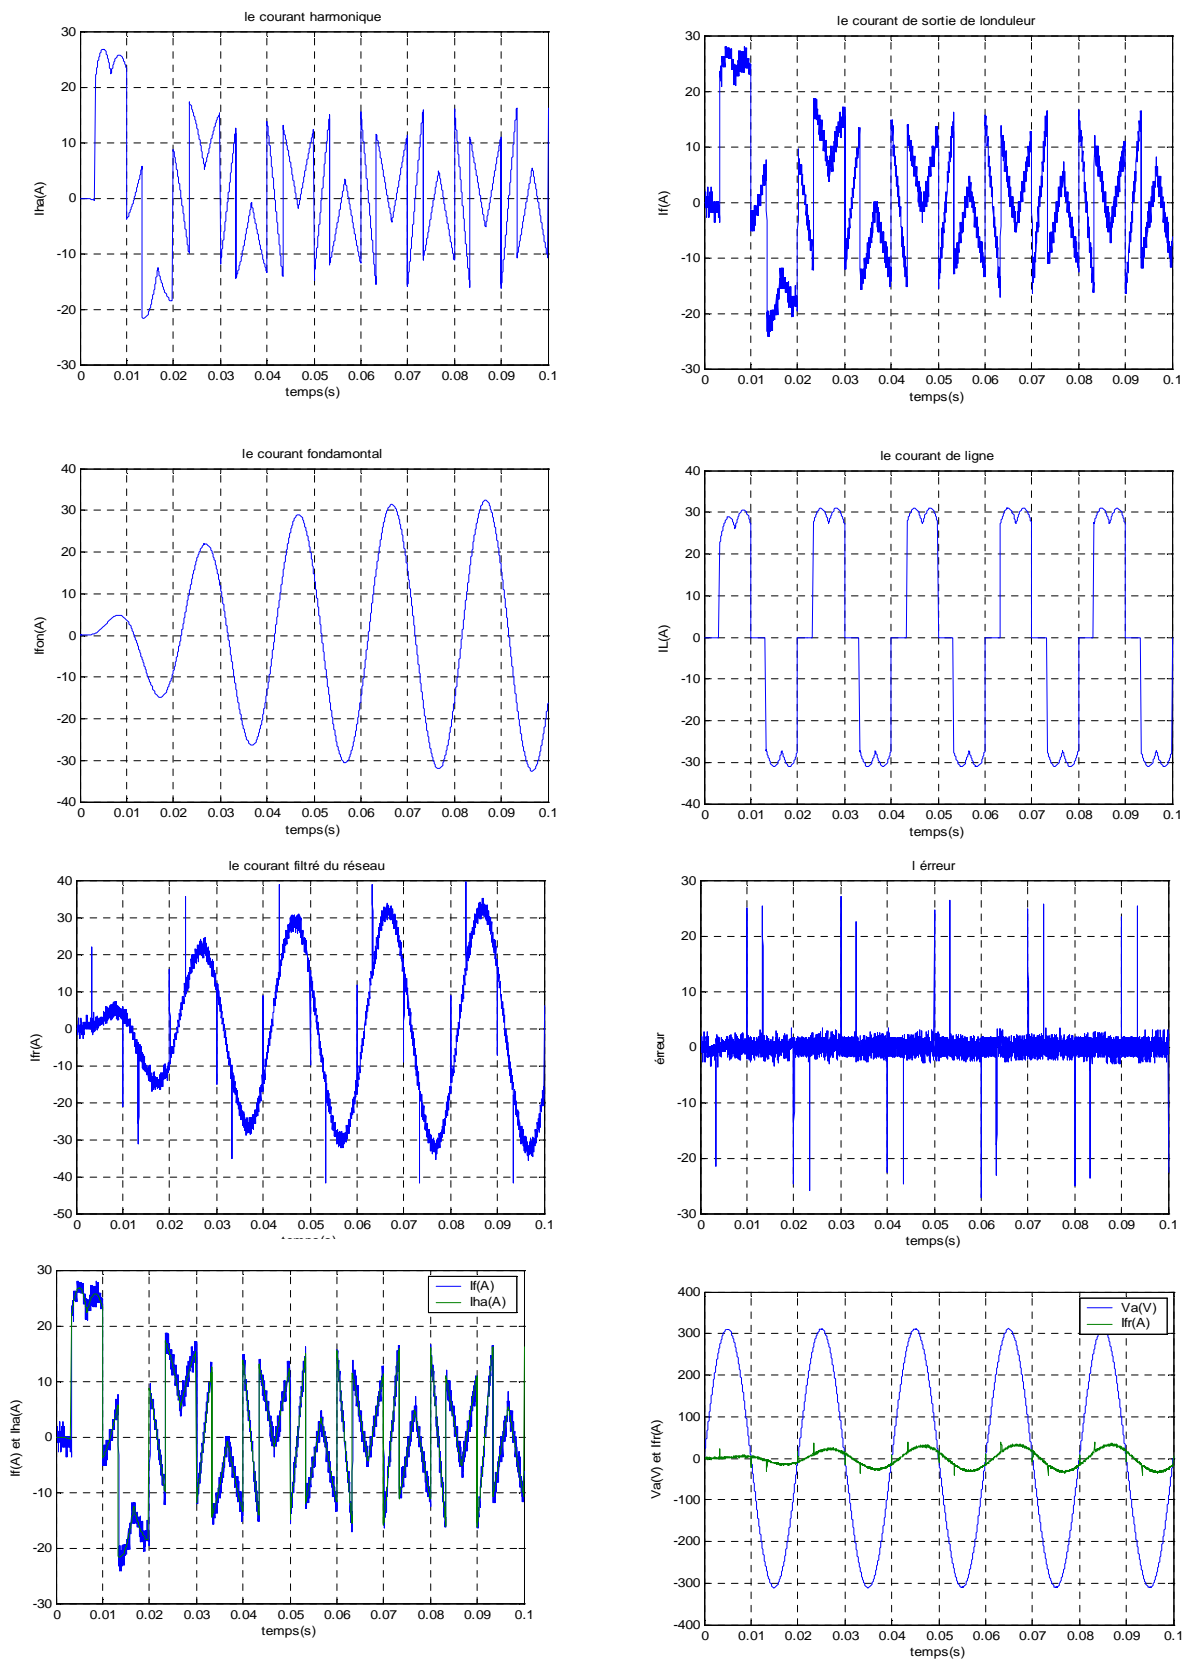 le courant harmonique
30
20
10
0
-10
-20
-30
Iha(A)
0 0.01 0.02 0.03 0.04 0.05 0.06 0.07 0.08 0.09 0.1
temps(s)
le courant de sortie de londuleur
30
20
10
0
-10
-20
-30
If(A)
0 0.01 0.02 0.03 0.04 0.05 0.06 0.07 0.08 0.09 0.1
temps(s)
le courant fondamontal
40
30
20
10
0
-10
-20
-30
-40
Ifon(A)
0 0.01 0.02 0.03 0.04 0.05 0.06 0.07 0.08 0.09 0.1
temps(s)
le courant de ligne
40
30
20
10
0
-10
-20
-30
-40
IL(A)
0 0.01 0.02 0.03 0.04 0.05 0.06 0.07 0.08 0.09 0.1
temps(s)
le courant filtré du réseau
40
30
20
10
0
-10
-20
-30
-40
-50
Ifr(A)
0 0.01 0.02 0.03 0.04 0.05 0.06 0.07 0.08 0.09 0.1
temps(s)
l érreur
30
20
10
0
-10
-20
-30
érreur
0 0.01 0.02 0.03 0.04 0.05 0.06 0.07 0.08 0.09 0.1
temps(s)
30
20
10
0
-10
-20
-30
If(A) et Iha(A)
If(A)
Iha(A)
0 0.01 0.02 0.03 0.04 0.05 0.06 0.07 0.08 0.09 0.1
temps(s)
400
300
200
100
0
-100
-200
-300
-400
Va(V) et Ifr(A)
Va(V)
Ifr(A)
0 0.01 0.02 0.03 0.04 0.05 0.06 0.07 0.08 0.09 0.1
temps(s)